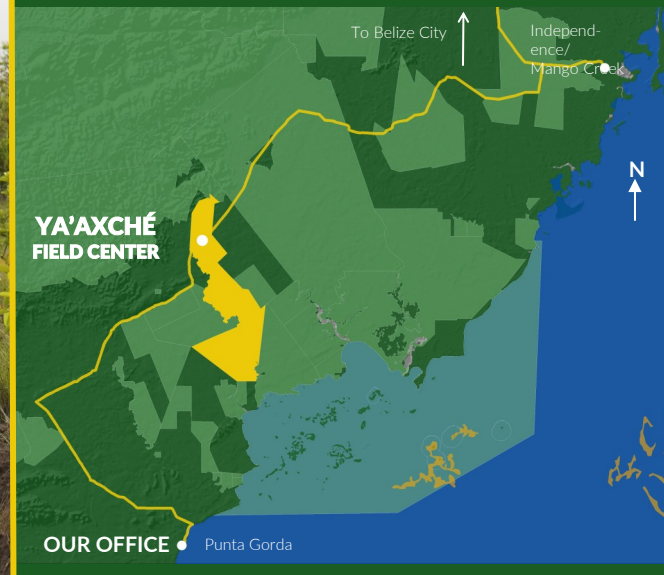 To Belize City
Independ-
ence/
Mango Creek
N
YA'AXCHÉ
FIELD CENTER
OUR OFFICE
Punta Gorda